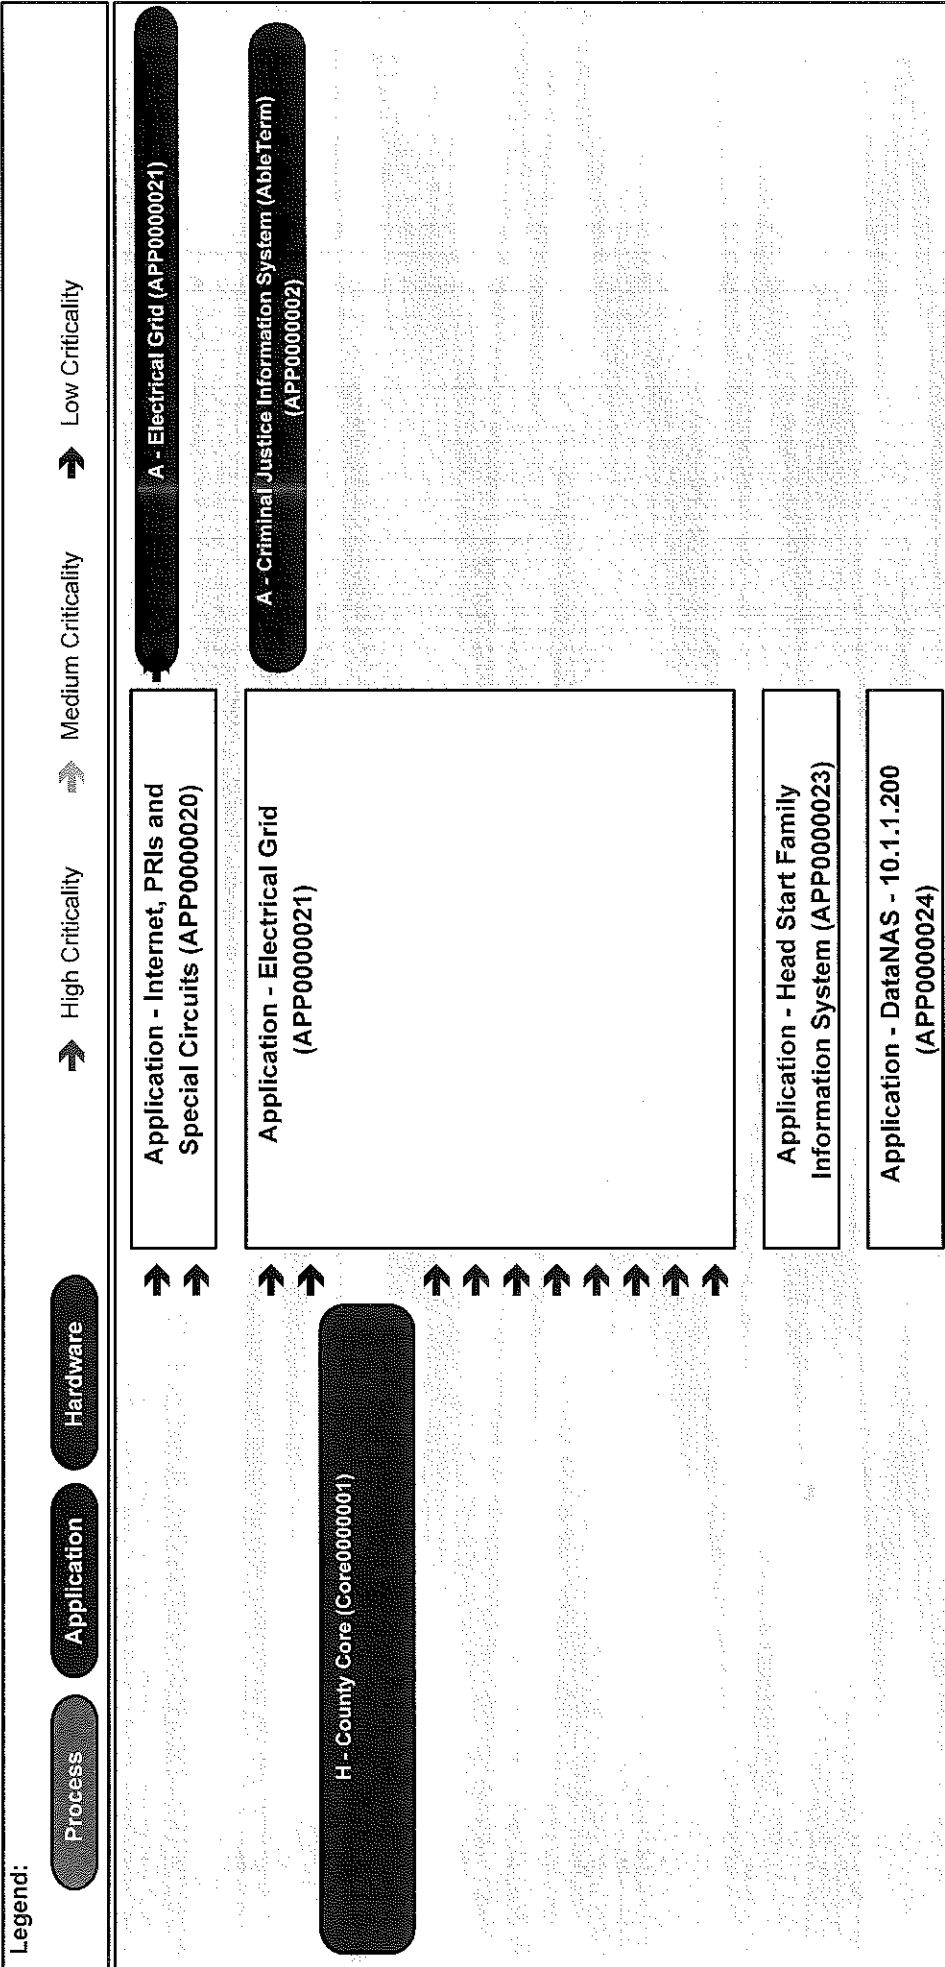 Legend:
Process
Application
Hardware
High Criticality
Medium Criticality
Low Criticality
Application - Internet, PRIs and
Special Circuits (APP0000020)
A - Electrical Grid (APP0000021)
H - County Core (Core0000001)
Application - Electrical Grid
(APP0000021)
A - Criminal Justice Information System (AbleTerm)
(APP0000002)
Application - Head Start Family
Information System (APP0000023)
Application - DataNAS - 10.1.1.200
(APP0000024)